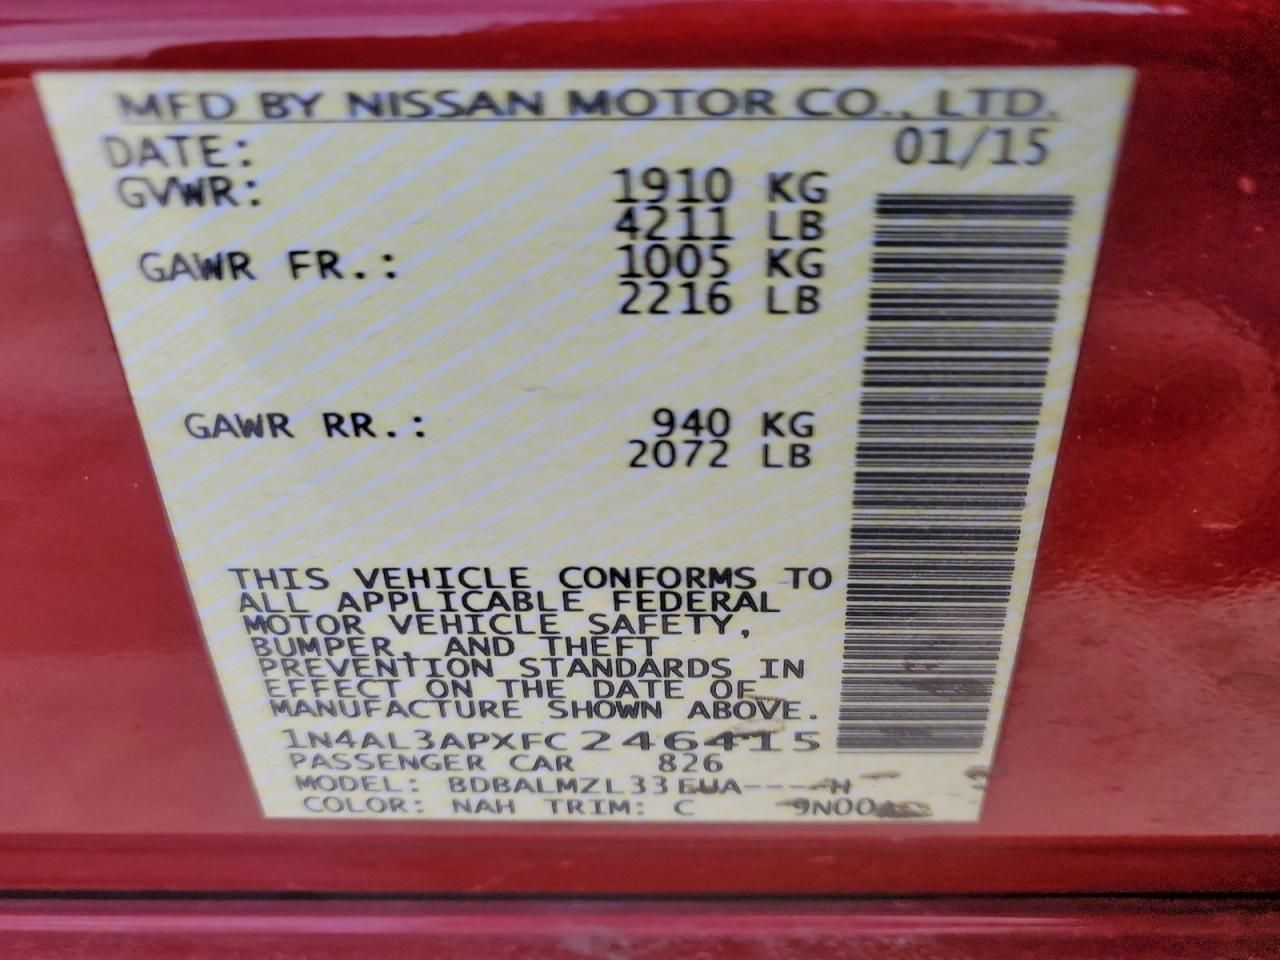 MFD BY NISSAN MOTOR CO., LTD.
DATE: 01/15
GVWR: 1910 KG
4211 LB
GAWR FR.: 1005 KG
2216 LB
GAWR RR.: 940 KG
2072 LB
THIS VEHICLE CONFORMS TO
ALL APPLICABLE FEDERAL
MOTOR VEHICLE SAFETY,
BUMPER, AND THEFT
PREVENTION STANDARDS IN
EFFECT ON THE DATE OF
MANUFACTURE SHOWN ABOVE.
1N4AL3APXFC246415
PASSENGER CAR 826
MODEL: BDBALMZL33EUA----H
COLOR: NAH TRIM: C